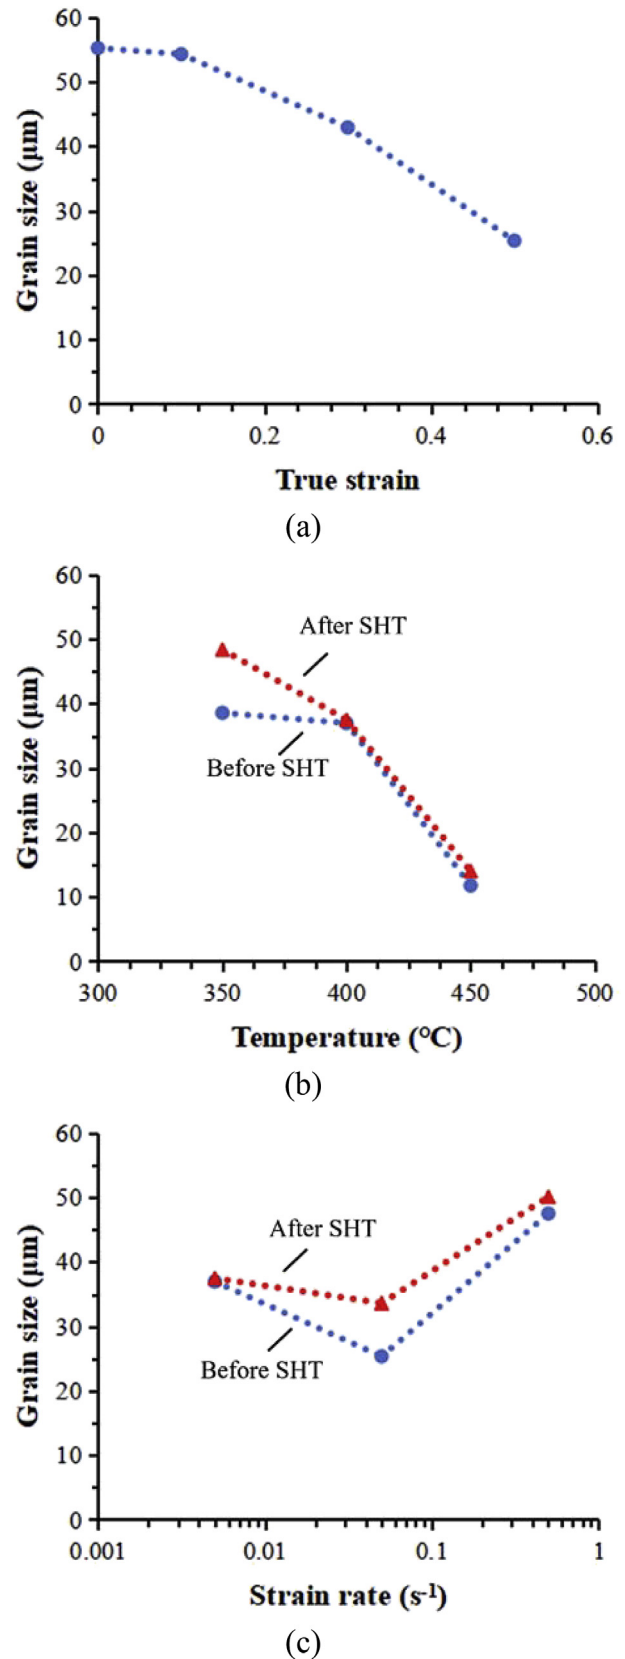 60
50
40
30
20
10
0
Grain size (μm)
0 0.2 0.4 0.6
True strain
(a)
60
50
40
30
20
10
0
Grain size (μm)
After SHT
Before SHT
300 350 400 450 500
Temperature (°C)
(b)
60
50
40
30
20
10
0
Grain size (μm)
After SHT
Before SHT
0.001 0.01 0.1 1
Strain rate (s⁻¹)
(c)